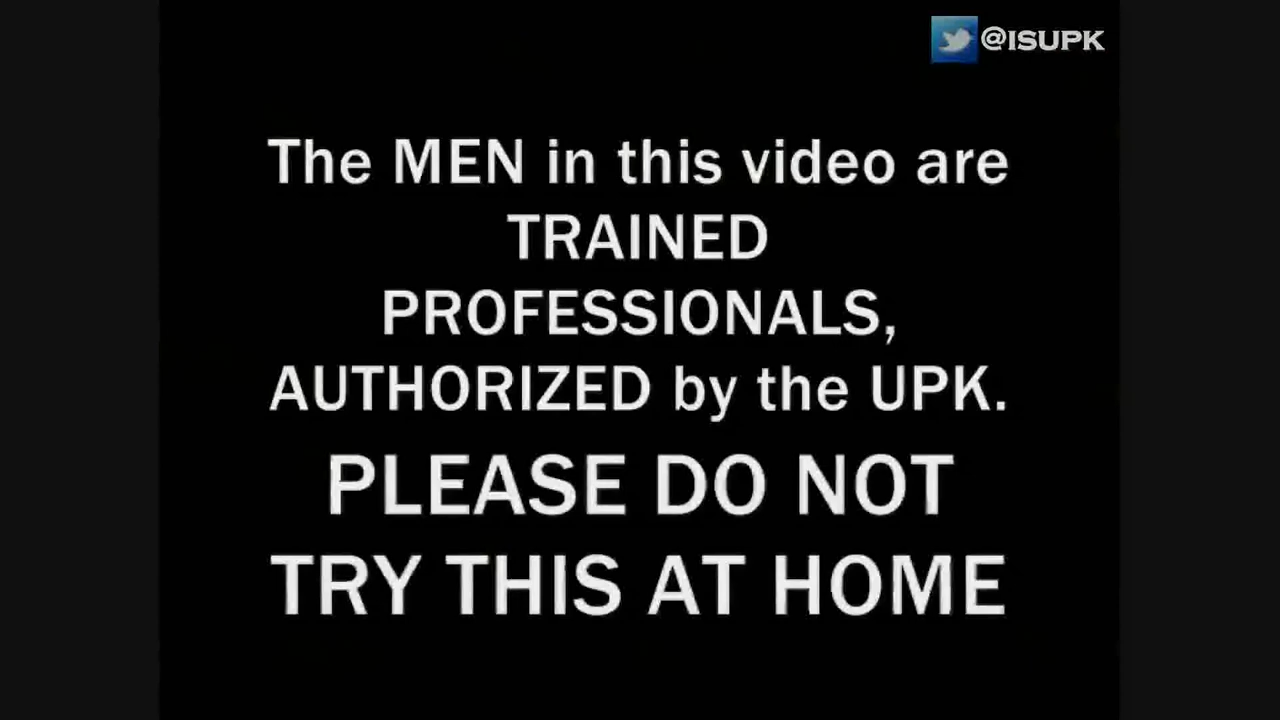 @ISUPK
The MEN in this video are
TRAINED
PROFESSIONALS,
AUTHORIZED by the UPK.
PLEASE DO NOT
TRY THIS AT HOME